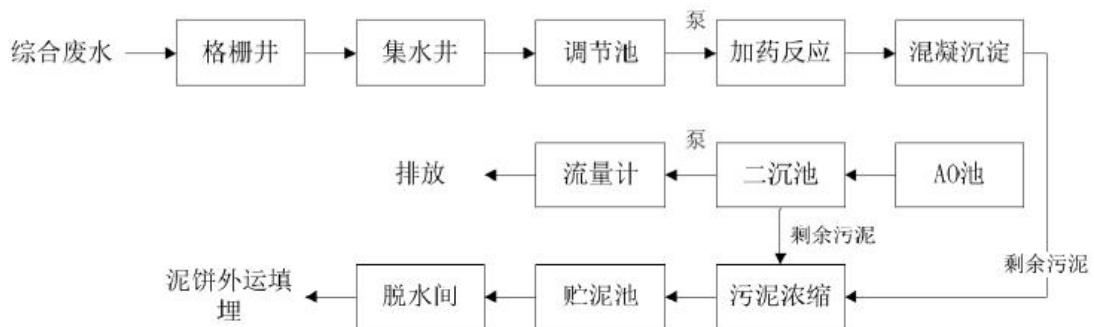 泵
综合废水
格栅井
集水井
调节池
加药反应
混凝沉淀
泵
排放
流量计
二沉池
AO池
剩余污泥
剩余污泥
泥饼外运填
埋
脱水间
贮泥池
污泥浓缩